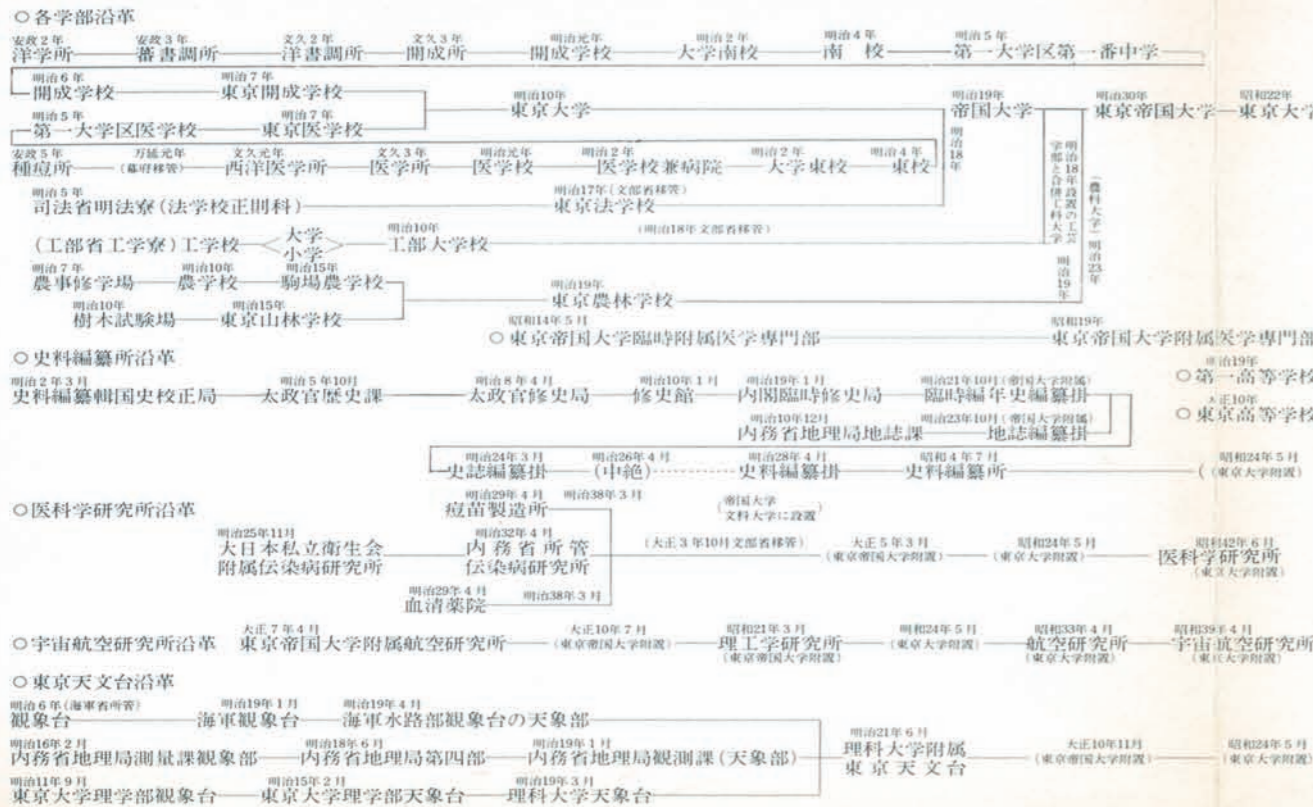 ○各学部沿革
安政2年 安政3年 文久2年 文久3年 明治元年 明治2年 明治4年 明治5年
洋学所 蕃書調所 洋書調所 開成所 開成学校 大学南校 南校 第一大学区第一番中学
明治6年 明治7年
開成学校 東京開成学校
明治10年 明治19年 明治30年 昭和22年
東京大学 帝国大学 東京帝国大学 東京大学
明治5年 明治7年
第一大学区医学校 東京医学校
明治18年
安政5年 万延元年 文久元年 文久3年 明治元年 明治2年 明治2年 明治4年
種痘所 (幕府移管) 西洋医学所 医学所 医学校 医学校兼病院 大学東校 東校
明治5年 明治17年(文部省移管)
司法省明法寮(法学校正則科) 東京法学校
明治18年設置の工芸
学部と合併工科大学
(農科大学)明治23年
明治10年 (明治18年文部省移管)
(工部省工学寮)工学校<大学 小学>工部大学校
明治7年 明治10年 明治15年
農事修学場 農学校 駒場農学校
明治19年
明治19年
東京農林学校
明治10年 明治15年
樹木試験場 東京山林学校
昭和14年5月 昭和19年
○東京帝国大学臨時附属医学専門部 東京帝国大学附属医学専門部
○史料編纂所沿革
明治19年
○第一高等学校
大正10年
○東京高等学校
明治2年3月 明治5年10月 明治8年4月 明治10年1月 明治19年1月 明治21年10月(帝国大学附属)
史料編纂輯国史校正局 太政官歴史課 太政官修史局 修史館 内閣臨時修史局 臨時編年史編纂掛
明治10年12月 明治23年10月(帝国大学附属)
内務省地理局地誌課 地誌編纂掛
明治24年3月 明治26年4月 明治28年4月 昭和4年7月 昭和24年5月
史誌編纂掛 (中絶) 史料編纂掛 史料編纂所 (東京大学附置)
(帝国大学
文科大学に設置)
○医科学研究所沿革
明治29年4月 明治38年3月
痘苗製造所
明治25年11月 明治32年4月
大日本私立衛生会 内務省所管
附属伝染病研究所 伝染病研究所
(大正3年10月文部省移管) 大正5年3月 昭和24年5月 昭和42年6月
(東京帝国大学附置) (東京大学附置) 医科学研究所
(東京大学附置)
明治29年4月 明治38年3月
血清薬院
○宇宙航空研究所沿革
大正7年4月 大正10年7月 昭和21年3月 昭和24年5月 昭和33年4月 昭和39年4月
東京帝国大学附属航空研究所 (東京帝国大学附置) 理工学研究所 (東京大学附置) 航空研究所 宇宙航空研究所
(東京帝国大学附置) (東京大学附置) (東京大学附置)
○東京天文台沿革
明治6年(海軍省所管) 明治19年1月 明治19年4月
観象台 海軍観象台 海軍水路部観象台の天象部
明治16年2月 明治18年6月 明治19年1月
内務省地理局測量課観象部 内務省地理局第四部 内務省地理局観測課(天象部)
明治21年6月 大正10年11月 昭和24年5月
理科大学附属
東京天文台 (東京帝国大学附置) (東京大学附置)
明治11年9月 明治15年2月 明治19年3月
東京大学理学部観象台 東京大学理学部天象台 理科大学天象台